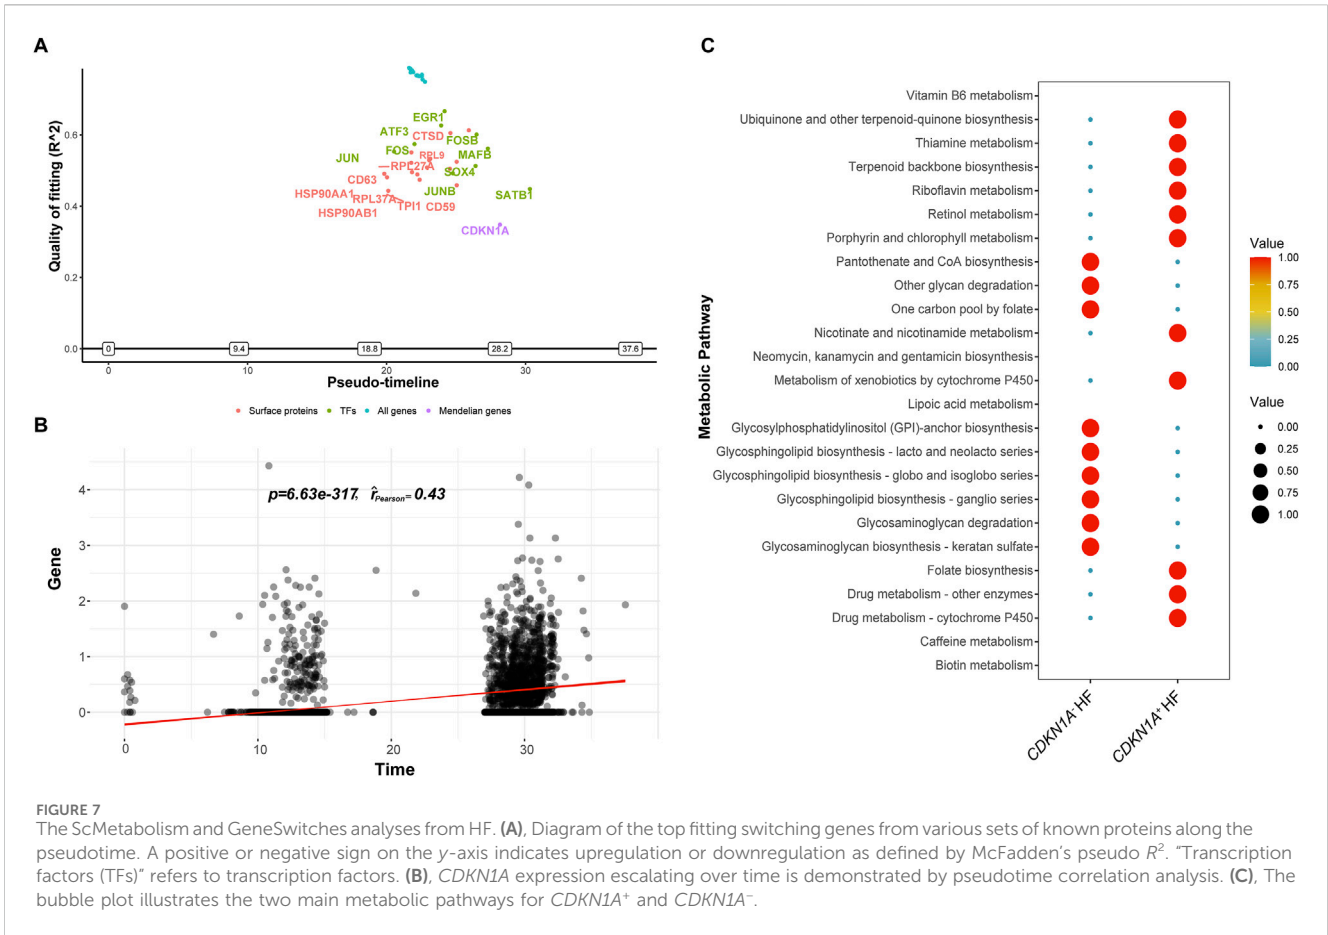 A
Quality of fitting (R^2)
0.6
0.4
0.2
0.0
EGR1
ATF3
CTSD
FOSB
FOS
RPL9
MAFB
JUN
RPL27A
SOX4
CD63
HSP90AA1
RPL37A
JUNB
SATB1
TPI1
CD59
HSP90AB1
CDKN1A
0
9.4
18.8
28.2
37.6
0
10
20
30
Pseudo-timeline
Surface proteins
TFs
All genes
Mendelian genes
B
Gene
4
3
2
1
0
p=6.63e-317, r̂Pearson= 0.43
0
10
20
30
Time
C
Metabolic Pathway
Vitamin B6 metabolism
Ubiquinone and other terpenoid-quinone biosynthesis
Thiamine metabolism
Terpenoid backbone biosynthesis
Riboflavin metabolism
Retinol metabolism
Porphyrin and chlorophyll metabolism
Pantothenate and CoA biosynthesis
Other glycan degradation
One carbon pool by folate
Nicotinate and nicotinamide metabolism
Neomycin, kanamycin and gentamicin biosynthesis
Metabolism of xenobiotics by cytochrome P450
Lipoic acid metabolism
Glycosylphosphatidylinositol (GPI)-anchor biosynthesis
Glycosphingolipid biosynthesis - lacto and neolacto series
Glycosphingolipid biosynthesis - globo and isoglobo series
Glycosphingolipid biosynthesis - ganglio series
Glycosaminoglycan degradation
Glycosaminoglycan biosynthesis - keratan sulfate
Folate biosynthesis
Drug metabolism - other enzymes
Drug metabolism - cytochrome P450
Caffeine metabolism
Biotin metabolism
CDKN1A⁻ HF
CDKN1A⁺ HF
Value
1.00
0.75
0.50
0.25
0.00
Value
0.00
0.25
0.50
0.75
1.00
FIGURE 7
The ScMetabolism and GeneSwitches analyses from HF. (A), Diagram of the top fitting switching genes from various sets of known proteins along the
pseudotime. A positive or negative sign on the y-axis indicates upregulation or downregulation as defined by McFadden's pseudo R². "Transcription
factors (TFs)" refers to transcription factors. (B), CDKN1A expression escalating over time is demonstrated by pseudotime correlation analysis. (C), The
bubble plot illustrates the two main metabolic pathways for CDKN1A⁺ and CDKN1A⁻.